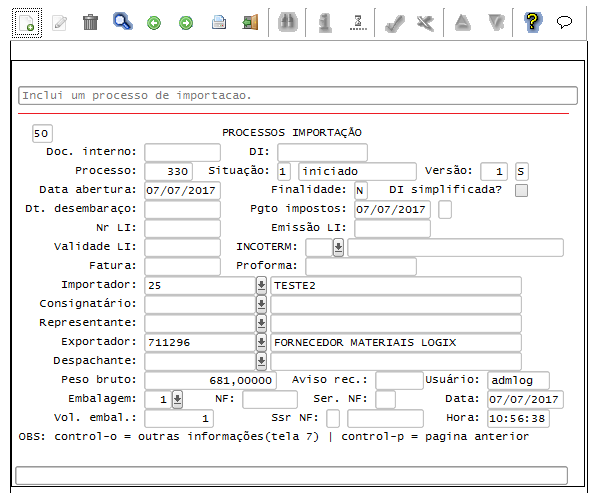 Inclui um processo de importacao.
50 PROCESSOS IMPORTAÇÃO
Doc. interno: DI:
Processo: 330 Situação: 1 iniciado Versão: 1 S
Data abertura: 07/07/2017 Finalidade: N DI simplificada?
Dt. desembaraço: Pgto impostos: 07/07/2017
Nr LI: Emissão LI:
Validade LI: INCOTERM:
Fatura: Proforma:
Importador: 25 TESTE2
Consignatário:
Representante:
Exportador: 711296 FORNECEDOR MATERIAIS LOGIX
Despachante:
Peso bruto: 681,00000 Aviso rec.: Usuário: admlog
Embalagem: 1 NF: Ser. NF: Data: 07/07/2017
Vol. embal.: 1 Ssr NF: Hora: 10:56:38
OBS: control-o = outras informações(tela 7) | control-p = pagina anterior